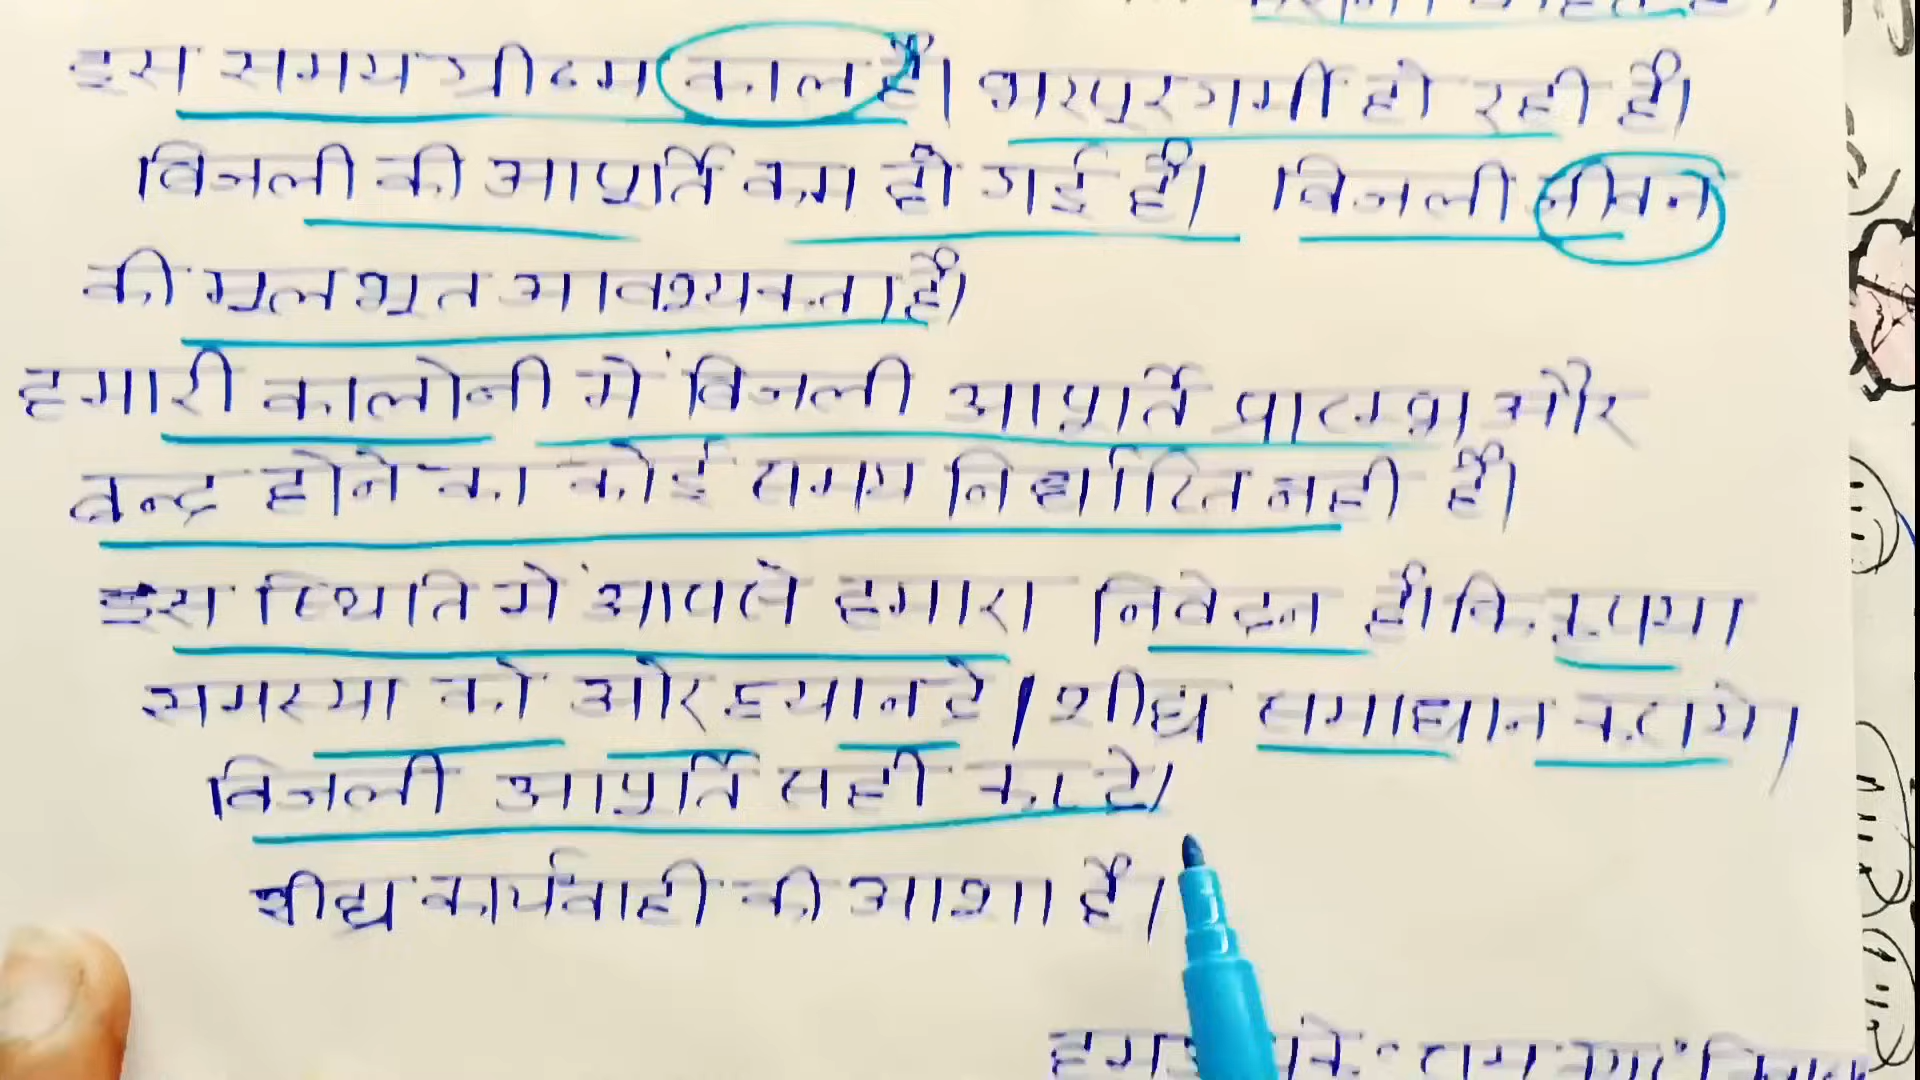 इस समय ग्रीष्म काल है। भरपुर गर्मी हो रही है।
बिजली की आपुर्ति कम हो गई है। बिजली जीवन
की मुलभुत आवश्यकता है।
हमारी कालोनी में बिजली आपुर्ति प्रारम्भ और
बन्द होने का कोई समय निर्धारित नही है।
इस स्थिति में आपसे हमारा निवेदन है कि कृपया
समस्या को ओर ध्यान दे। शीघ्र समाधान करायें।
बिजली आपुर्ति सही कर दे।
शीघ्र कार्यवाही की आशा है।